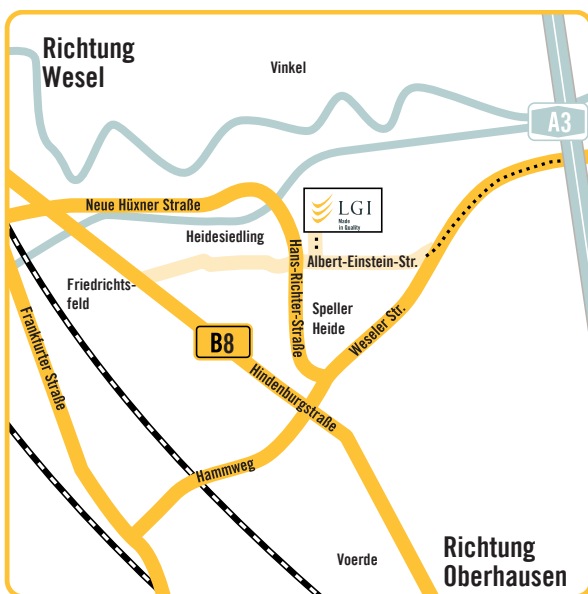 Richtung
Wesel
Vinkel
A3
Neue Hüxner Straße
LGI
Made
in Quality
Heidesiedling
Albert-Einstein-Str.
Friedrichts-
feld
Hans-Richter-Straße
Speller
Heide
Weseler Str.
Frankfurter Straße
B8
Hindenburgstraße
Hammweg
Voerde
Richtung
Oberhausen